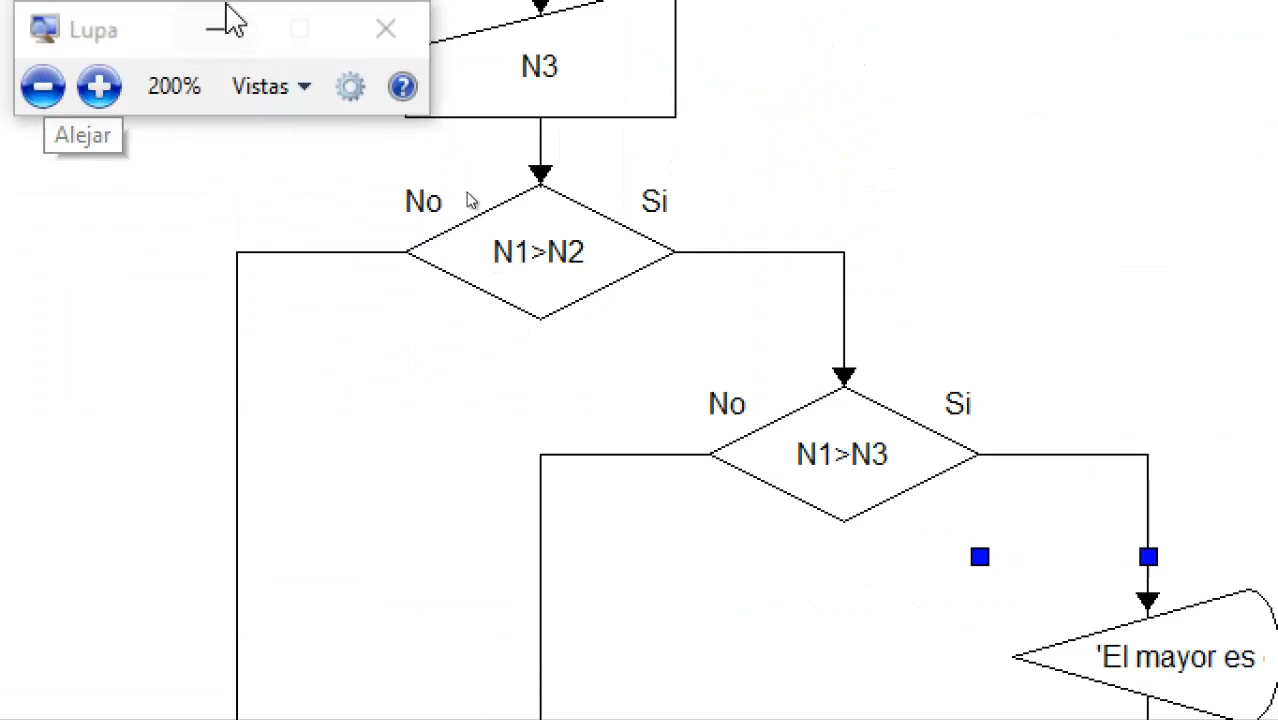 Lupa
200%
Vistas
Alejar
N3
No
Si
N1>N2
No
Si
N1>N3
'El mayor es